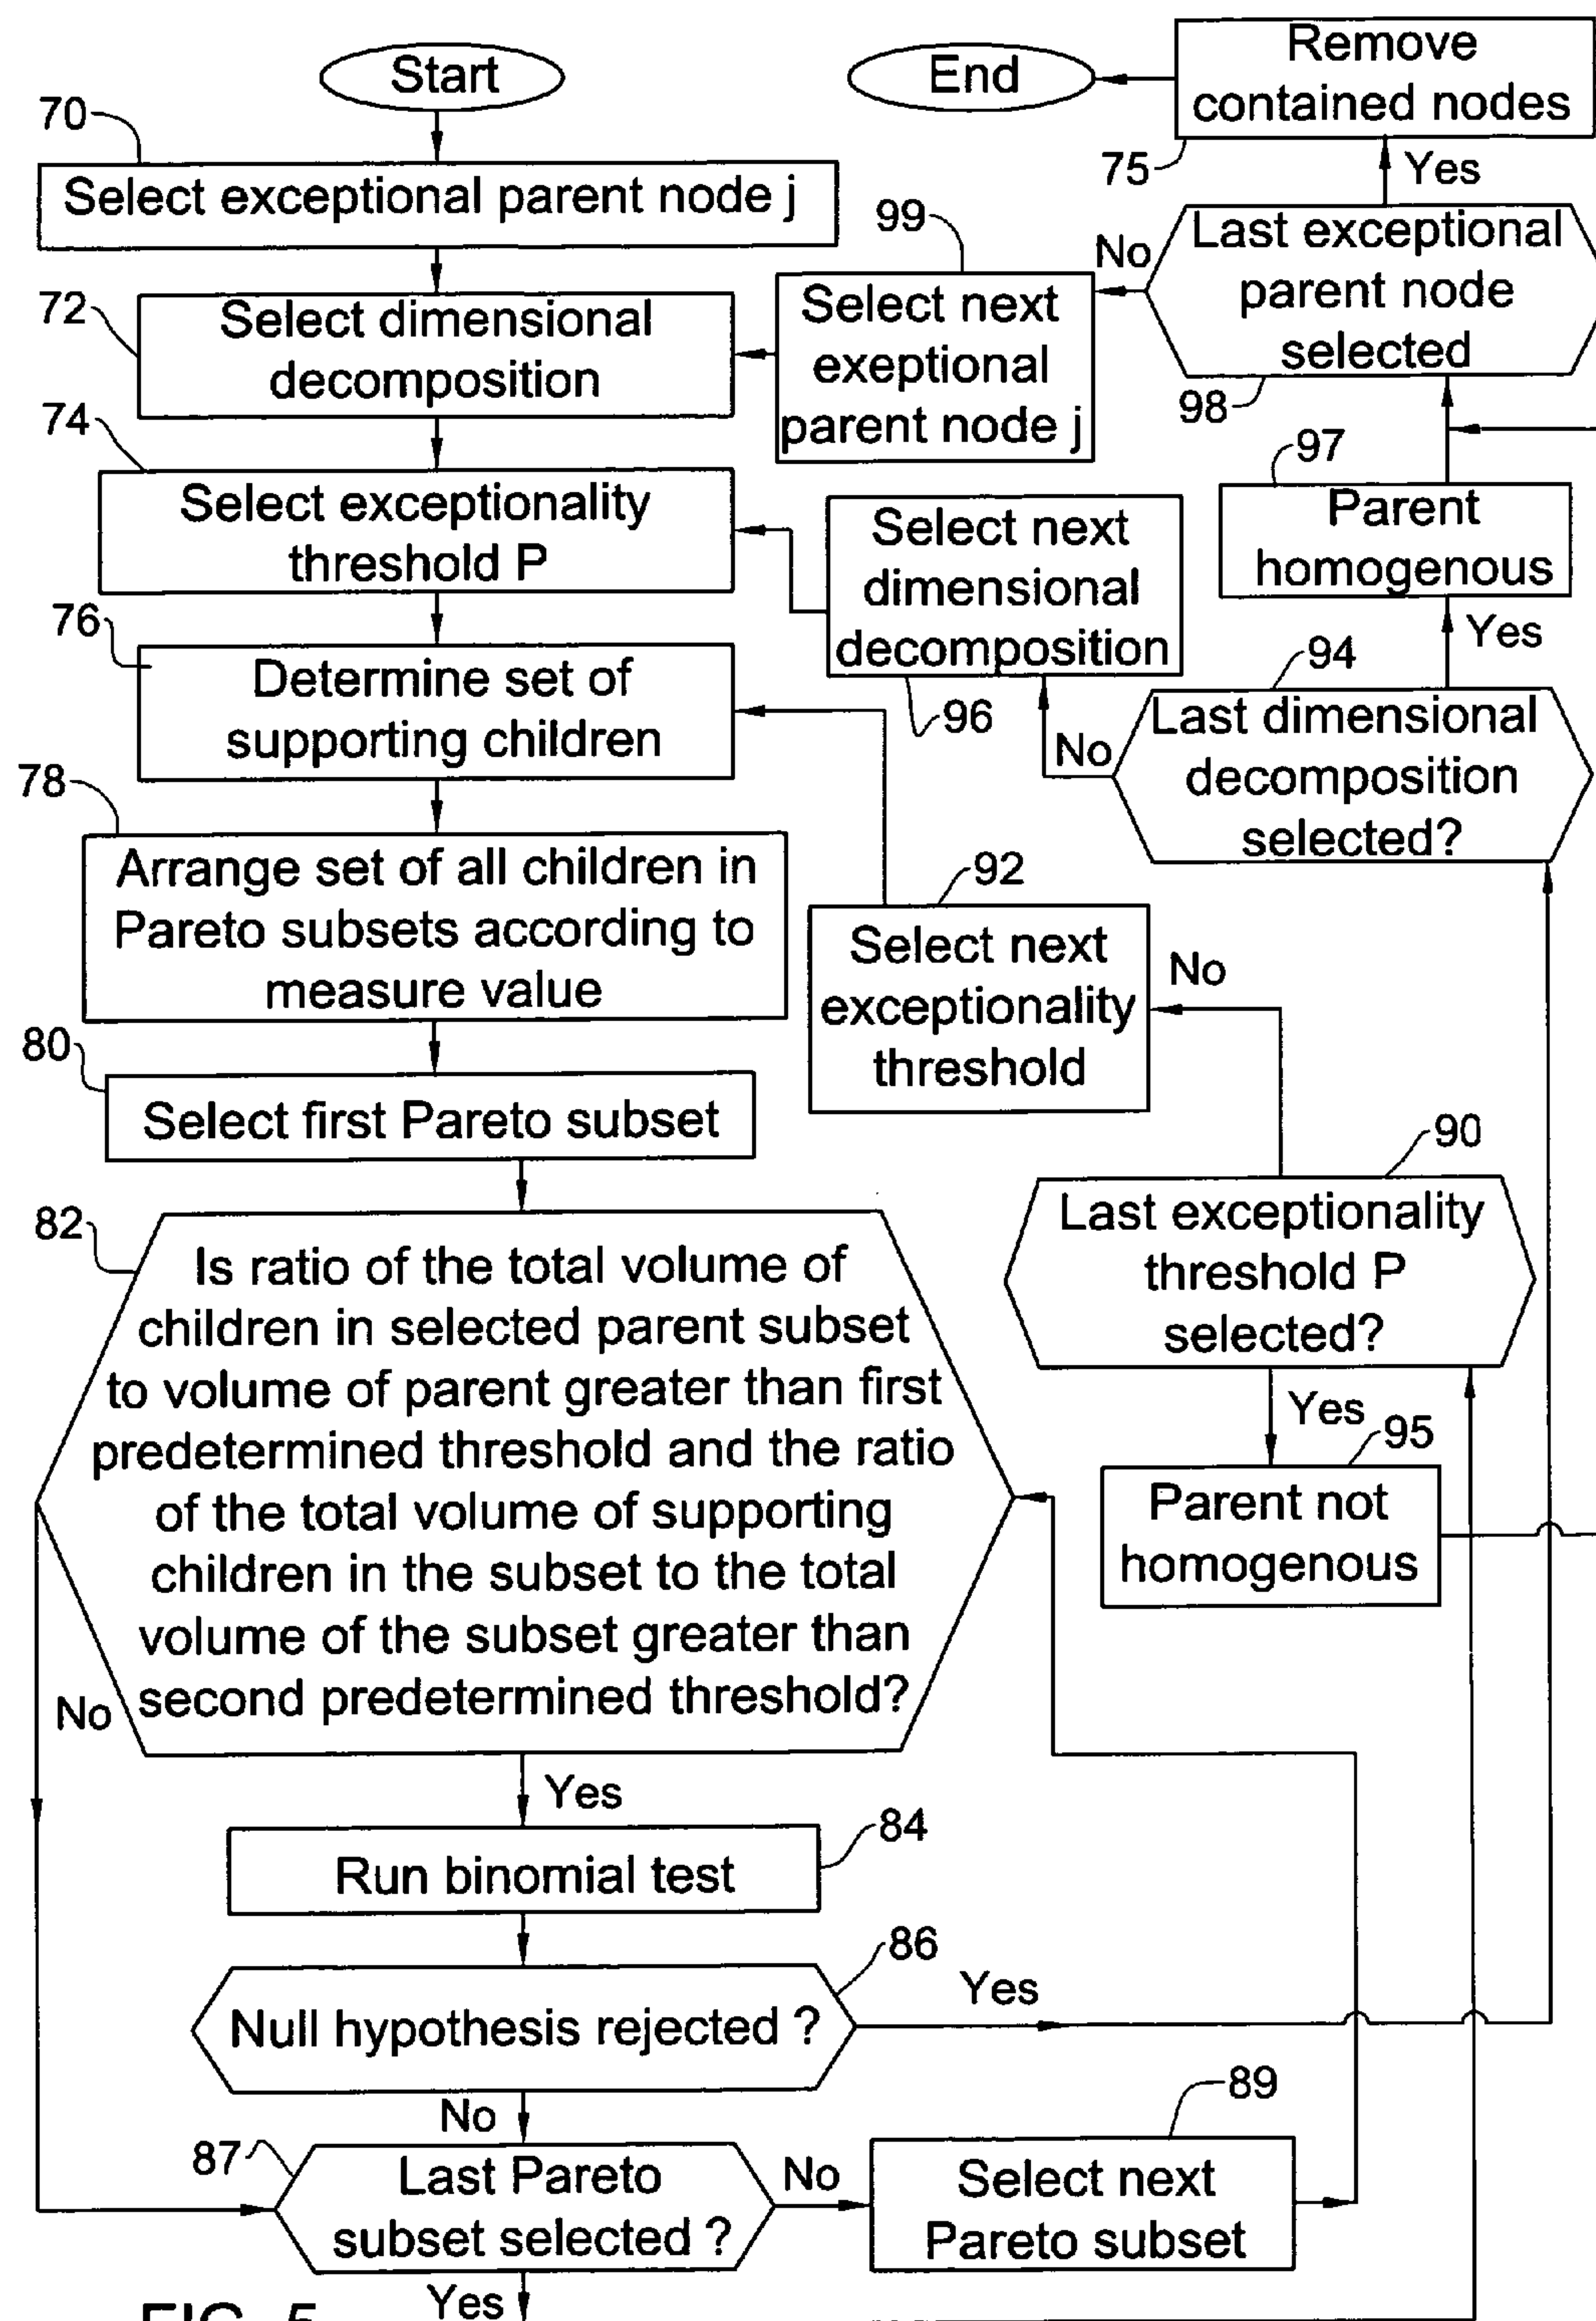 Start
End
Remove
contained nodes
75
Yes
70
Select exceptional parent node j
99
No
Last exceptional
parent node
selected
98
72
Select dimensional
decomposition
Select next
exeptional
parent node j
74
Select exceptionality
threshold P
97
Parent
homogenous
Yes
Select next
dimensional
decomposition
96
94
No
Last dimensional
decomposition
selected?
76
Determine set of
supporting children
78
Arrange set of all children in
Pareto subsets according to
measure value
92
Select next
exceptionality
threshold
No
80
Select first Pareto subset
90
Last exceptionality
threshold P
selected?
Yes
95
Parent not
homogenous
82
Is ratio of the total volume of
children in selected parent subset
to volume of parent greater than first
predetermined threshold and the ratio
of the total volume of supporting
children in the subset to the total
volume of the subset greater than
second predetermined threshold?
No
Yes
84
Run binomial test
86
Null hypothesis rejected ?
Yes
No
87
Last Pareto
subset selected ?
No
89
Select next
Pareto subset
Yes
FIG. 5